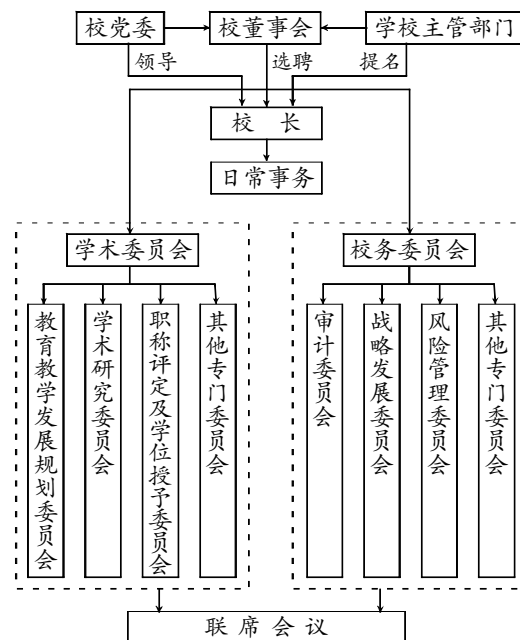 校党委
校董事会
学校主管部门
领导
选聘
提名
校 长
日常事务
学术委员会
校务委员会
教育教学发展规划委员会
学术研究委员会
职称评定及学位授予委员会
其他专门委员会
审计委员会
战略发展委员会
风险管理委员会
其他专门委员会
联席会议